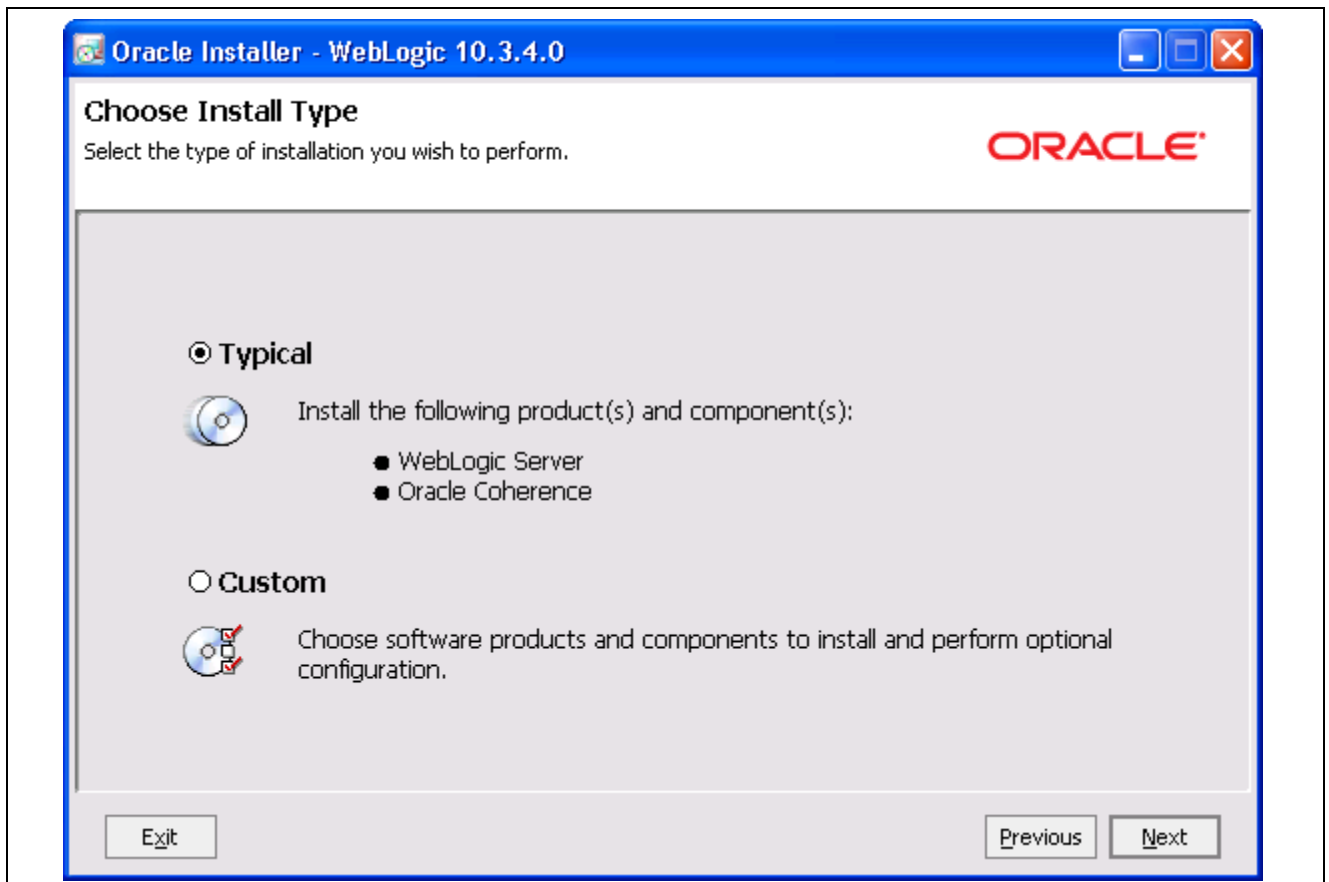 Oracle Installer - WebLogic 10.3.4.0
Choose Install Type
Select the type of installation you wish to perform.
ORACLE
Typical
Install the following product(s) and component(s):
WebLogic Server
Oracle Coherence
Custom
Choose software products and components to install and perform optional
configuration.
Exit
Previous
Next